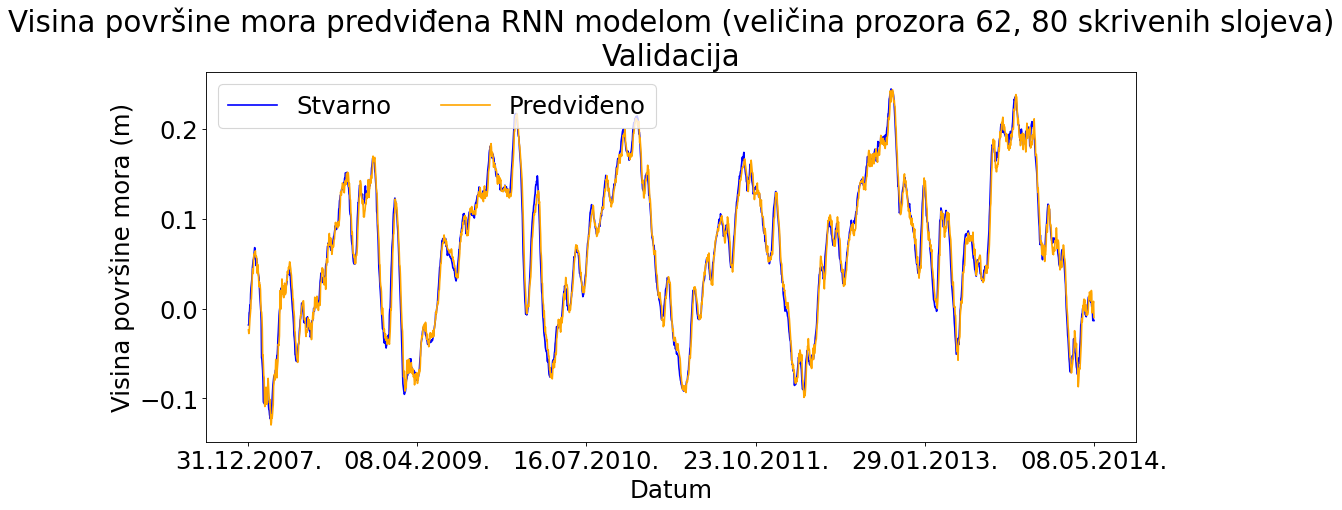 Visina površine mora predviđena RNN modelom (veličina prozora 62, 80 skrivenih slojeva)
Validacija
Stvarno Predviđeno
Visina površine mora (m)
0.2
0.1
0.0
−0.1
31.12.2007. 08.04.2009. 16.07.2010. 23.10.2011. 29.01.2013. 08.05.2014.
Datum